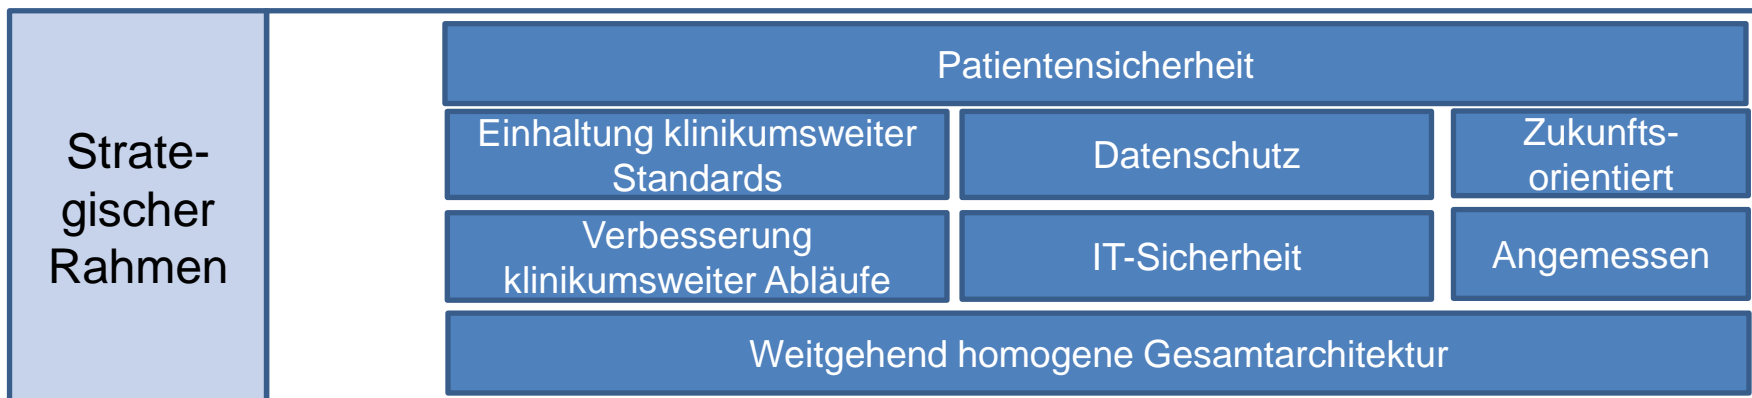 Strate-
gischer
Rahmen
Patientensicherheit
Einhaltung klinikumsweiter
Standards
Datenschutz
Zukunfts-
orientiert
Verbesserung
klinikumsweiter Abläufe
IT-Sicherheit
Angemessen
Weitgehend homogene Gesamtarchitektur